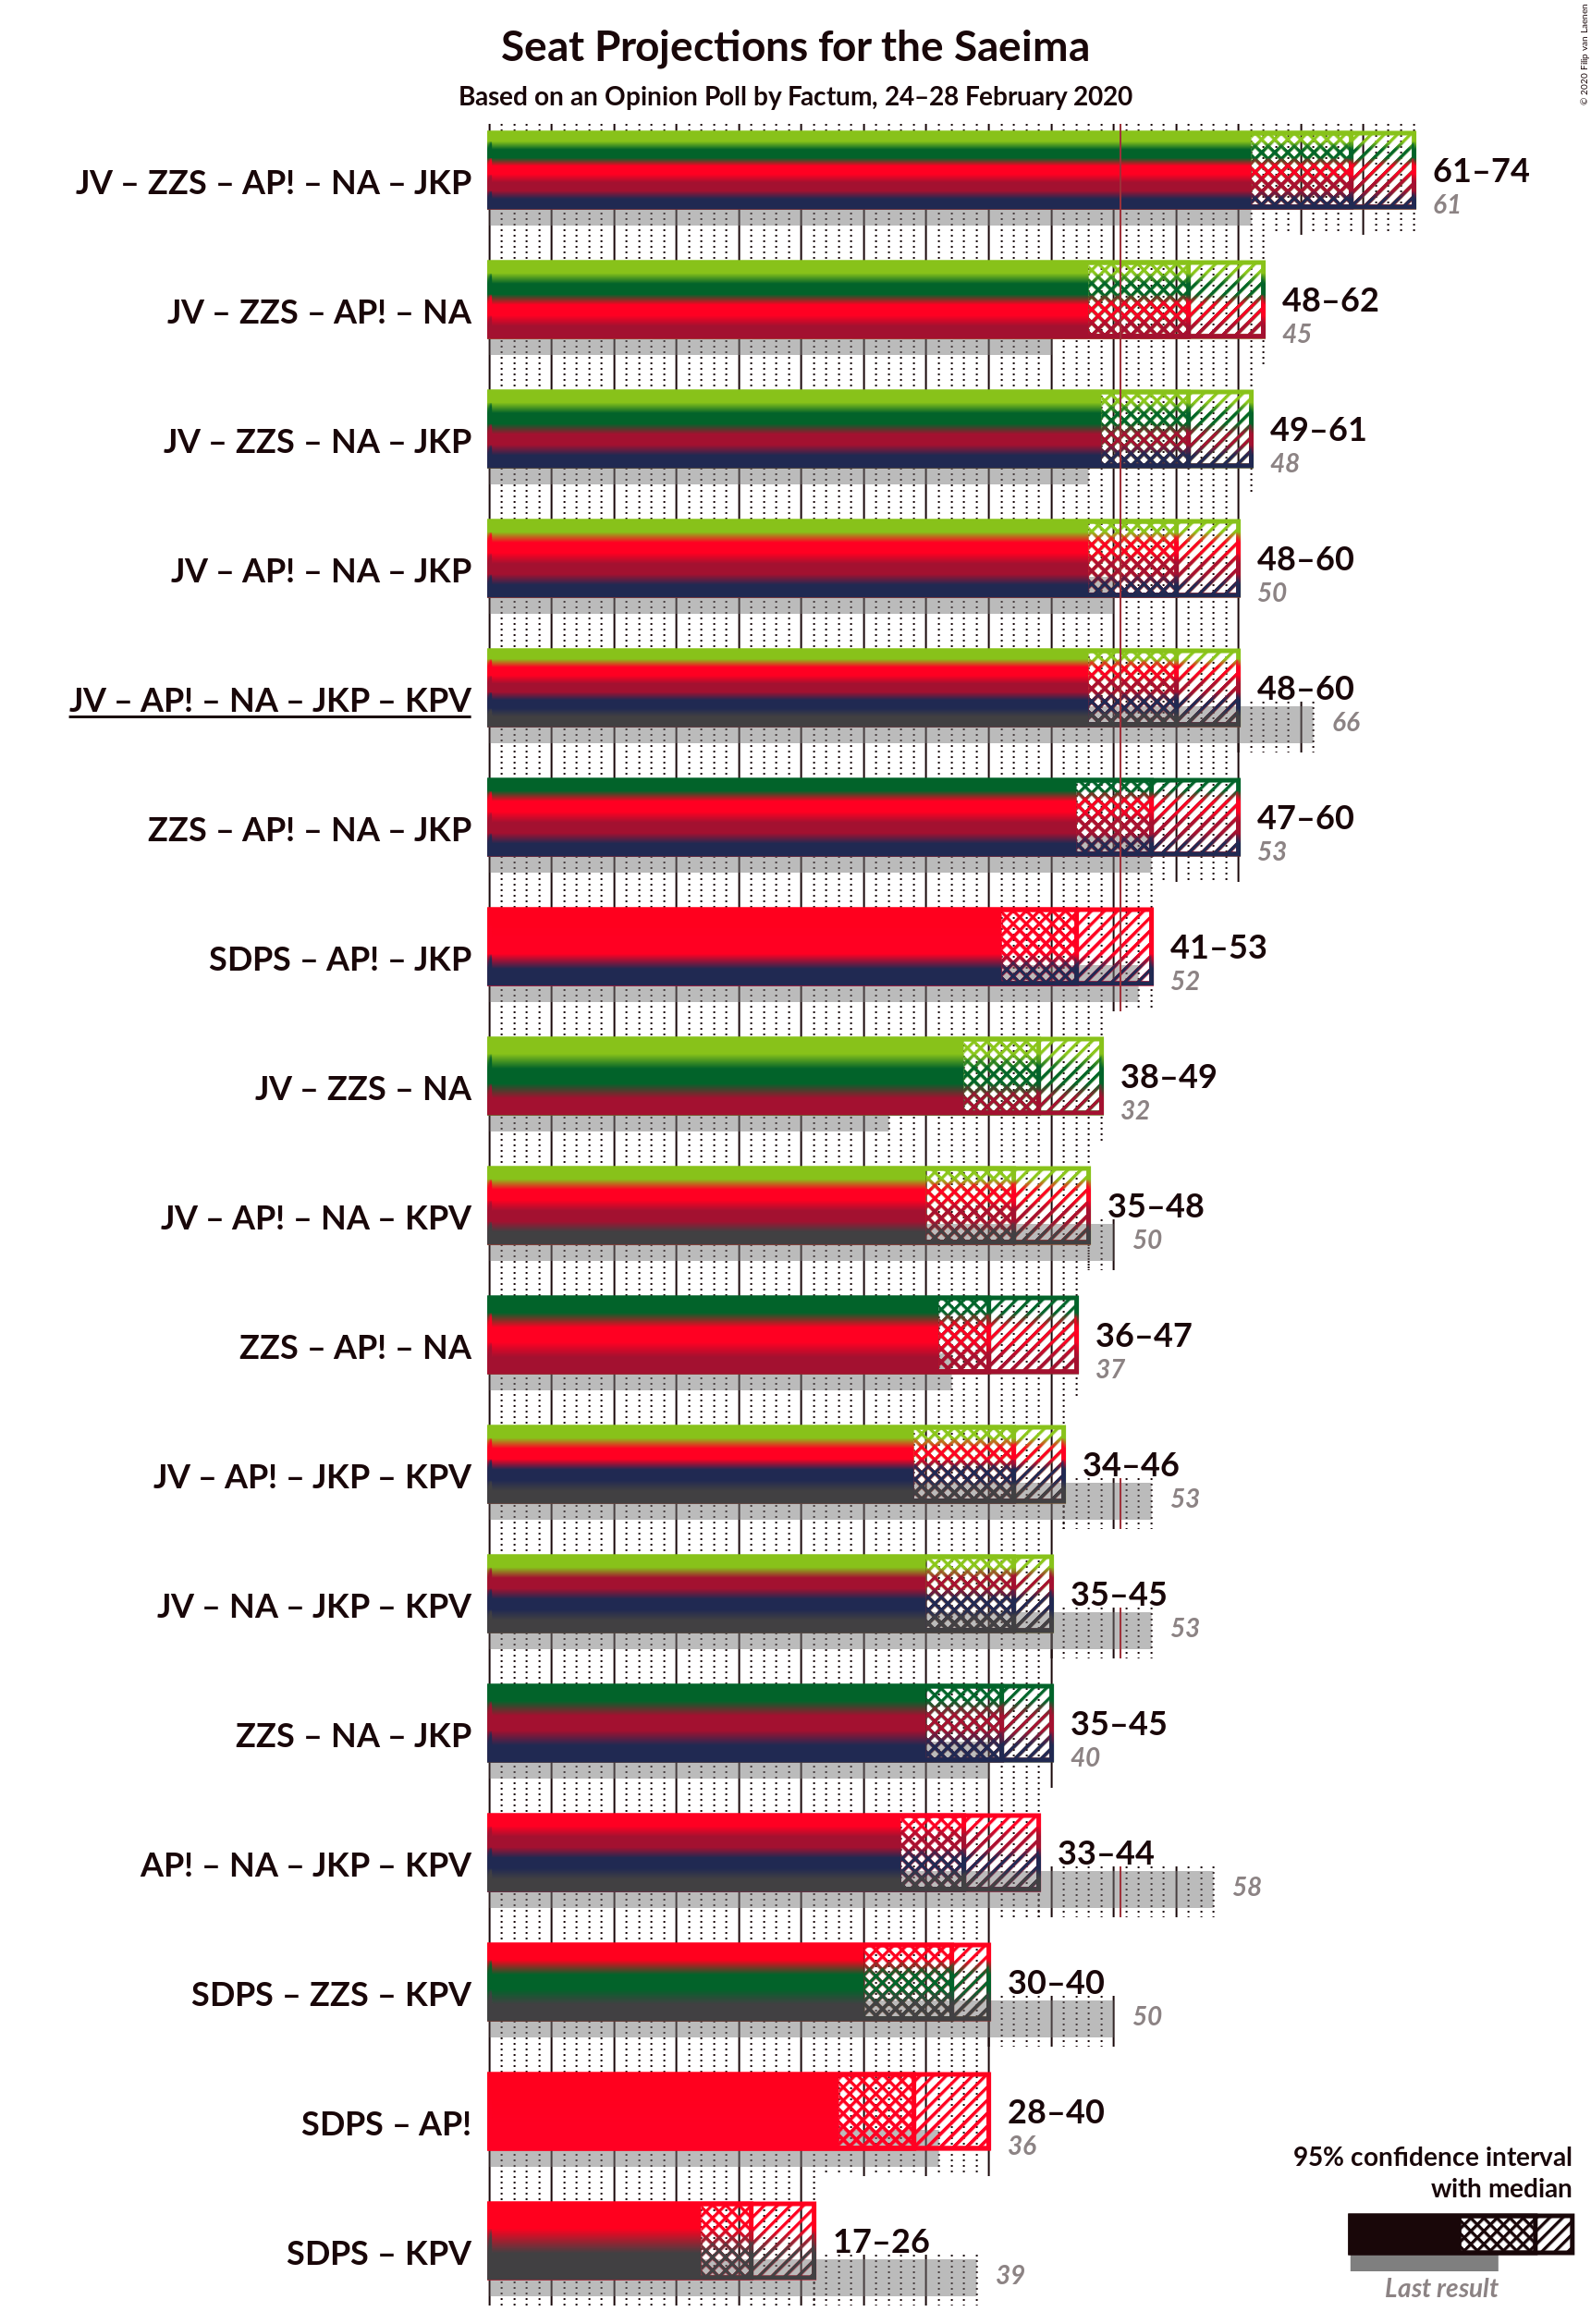 Seat Projections for the Saeima
Based on an Opinion Poll by Factum, 24–28 February 2020
© 2020 Filip van Laenen
JV – ZZS – AP! – NA – JKP
61–74
61
JV – ZZS – AP! – NA
48–62
45
JV – ZZS – NA – JKP
49–61
48
JV – AP! – NA – JKP
48–60
50
JV – AP! – NA – JKP – KPV
48–60
66
ZZS – AP! – NA – JKP
47–60
53
SDPS – AP! – JKP
41–53
52
JV – ZZS – NA
38–49
32
JV – AP! – NA – KPV
35–48
50
ZZS – AP! – NA
36–47
37
JV – AP! – JKP – KPV
34–46
53
JV – NA – JKP – KPV
35–45
53
ZZS – NA – JKP
35–45
40
AP! – NA – JKP – KPV
33–44
58
SDPS – ZZS – KPV
30–40
50
SDPS – AP!
28–40
36
SDPS – KPV
17–26
39
95% confidence interval
with median
Last result